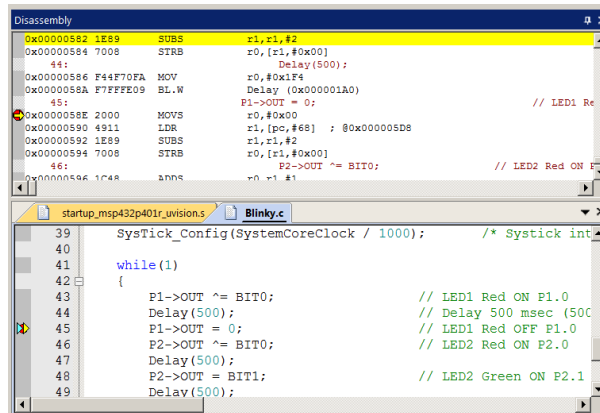 Disassembly
0x00000582 1E89 SUBS r1,r1,#2
0x00000584 7008 STRB r0,[r1,#0x00]
44: Delay(500);
0x00000586 F44F70FA MOV r0,#0x1F4
0x0000058A F7FFFE09 BL.W Delay (0x000001A0)
45: P1->OUT = 0; // LED1 Re
0x0000058E 2000 MOVS r0,#0x00
0x00000590 4911 LDR r1,[pc,#68] ; @0x000005D8
0x00000592 1E89 SUBS r1,r1,#2
0x00000594 7008 STRB r0,[r1,#0x00]
46: P2->OUT ^= BIT0; // LED2 Red ON P
0x00000596 1C48 ADDS r0,r1,#1
startup_msp432p401r_uvision.s Blinky.c
39 SysTick_Config(SystemCoreClock / 1000); /* Systick int
40
41 while(1)
42 {
43 P1->OUT ^= BIT0; // LED1 Red ON P1.0
44 Delay(500); // Delay 500 msec (500
45 P1->OUT = 0; // LED1 Red OFF P1.0
46 P2->OUT ^= BIT0; // LED2 Red ON P2.0
47 Delay(500);
48 P2->OUT = BIT1; // LED2 Green ON P2.1
49 Delay(500);